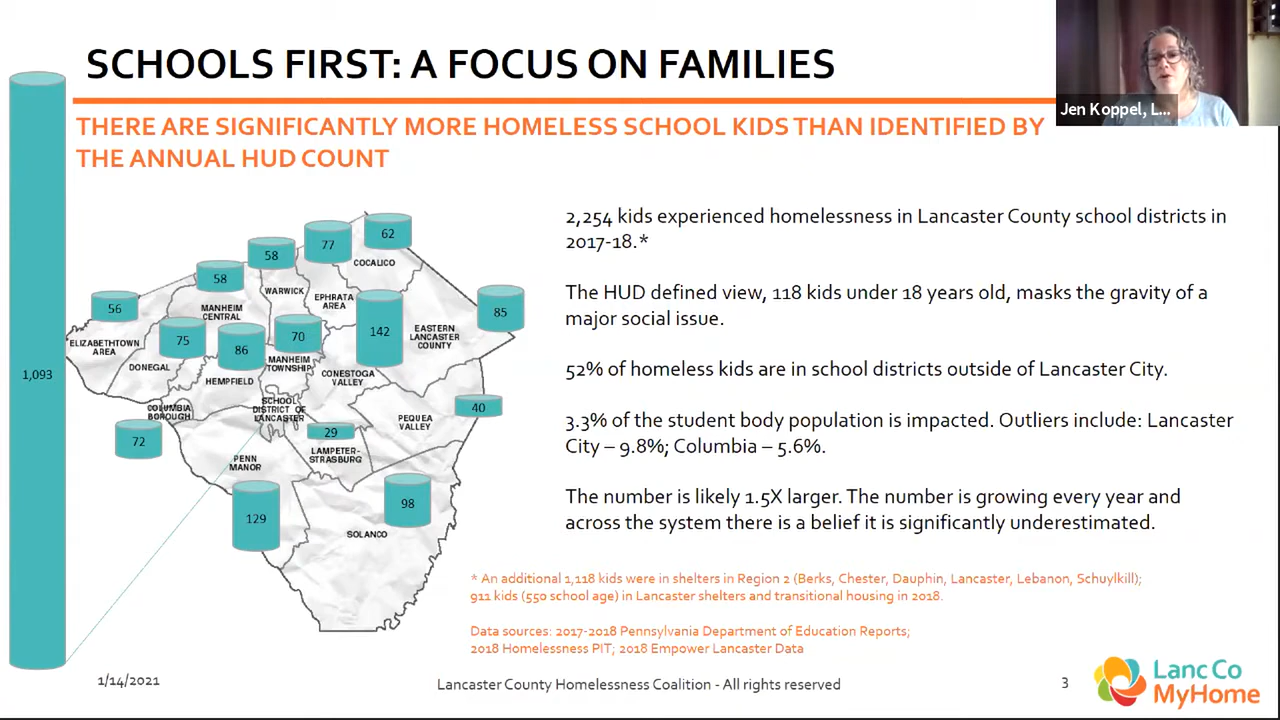 SCHOOLS FIRST: A FOCUS ON FAMILIES
Jen Koppel, L...
THERE ARE SIGNIFICANTLY MORE HOMELESS SCHOOL KIDS THAN IDENTIFIED BY
THE ANNUAL HUD COUNT
1,093
62
77
58
58
56
85
75
86
70
142
72
40
29
129
98
COCALICO
WARWICK
EPHRATA
AREA
MANHEIM
CENTRAL
EASTERN
LANCASTER
COUNTY
ELIZABETHTOWN
AREA
DONEGAL
HEMPFIELD
MANHEIM
TOWNSHIP
CONESTOGA
VALLEY
COLUMBIA
BOROUGH
SCHOOL
DISTRICT OF
LANCASTER
PEQUEA
VALLEY
LAMPETER-
STRASBURG
PENN
MANOR
SOLANCO
2,254 kids experienced homelessness in Lancaster County school districts in
2017-18.*
The HUD defined view, 118 kids under 18 years old, masks the gravity of a
major social issue.
52% of homeless kids are in school districts outside of Lancaster City.
3.3% of the student body population is impacted. Outliers include: Lancaster
City – 9.8%; Columbia – 5.6%.
The number is likely 1.5X larger. The number is growing every year and
across the system there is a belief it is significantly underestimated.
* An additional 1,118 kids were in shelters in Region 2 (Berks, Chester, Dauphin, Lancaster, Lebanon, Schuylkill);
911 kids (550 school age) in Lancaster shelters and transitional housing in 2018.
Data sources: 2017-2018 Pennsylvania Department of Education Reports;
2018 Homelessness PIT; 2018 Empower Lancaster Data
1/14/2021
Lancaster County Homelessness Coalition - All rights reserved
3
Lanc Co
MyHome